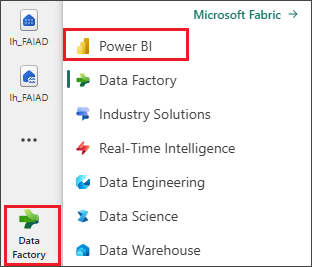 Microsoft Fabric →
lh_FAIAD
lh_FAIAD
...
Data
Factory
Power BI
Data Factory
Industry Solutions
Real-Time Intelligence
Data Engineering
Data Science
Data Warehouse